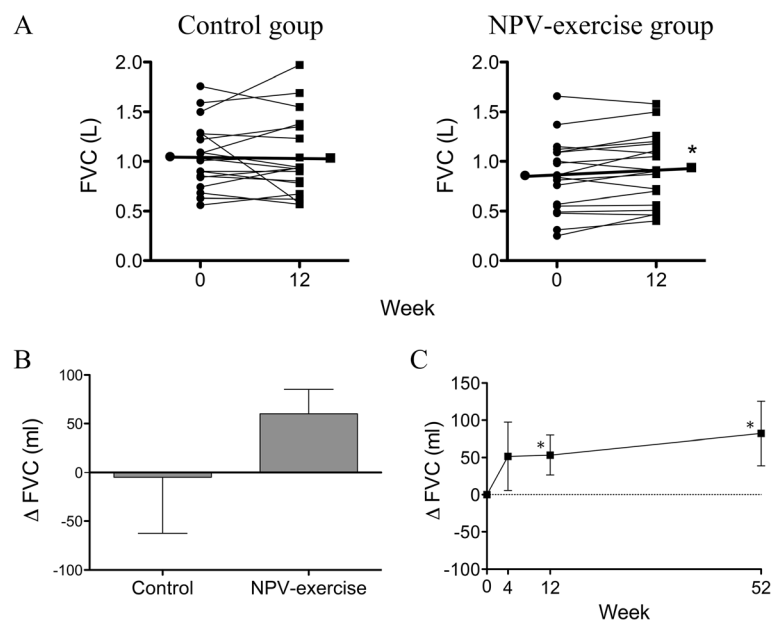 A
Control goup
NPV-exercise group
FVC (L)
2.0
1.5
1.0
0.5
0.0
0
12
FVC (L)
2.0
1.5
1.0
0.5
0.0
*
0
12
Week
B
Δ FVC (ml)
100
50
0
-50
-100
Control
NPV-exercise
C
Δ FVC (ml)
150
100
50
0
-50
-100
*
*
0
4
12
52
Week